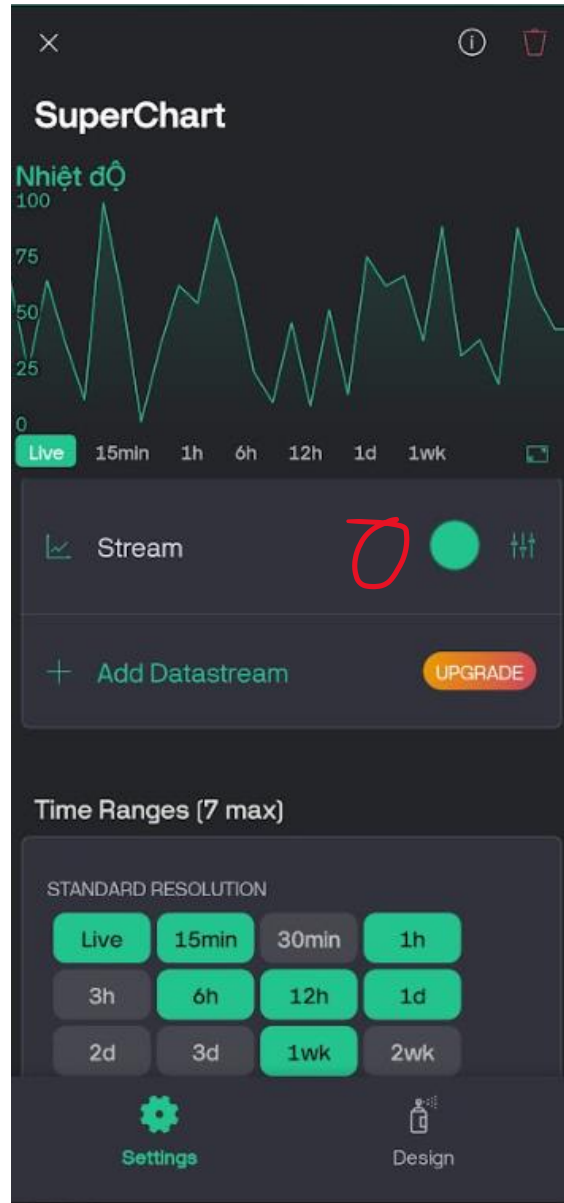 SuperChart
Nhiệt độ
100
75
50
25
0
Live 15min 1h 6h 12h 1d 1wk
Stream
Add Datastream UPGRADE
Time Ranges (7 max)
STANDARD RESOLUTION
Live 15min 30min 1h
3h 6h 12h 1d
2d 3d 1wk 2wk
Settings Design